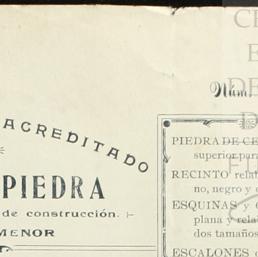 Núm.
ACREDITADO
PIEDRA
de construcción.
MENOR
PIEDRA DE CE
superior para
RECINTO rela
no, negro y
ESQUINAS y
plana y rela
dos tamaños
ESCALONES